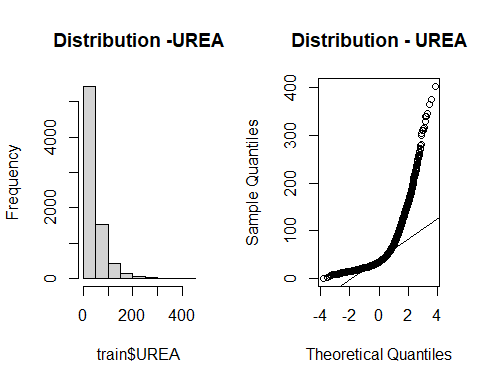 Distribution -UREA
Frequency
0 2000 4000
0 200 400
train$UREA
Distribution - UREA
Sample Quantiles
0 100 200 300 400
-4 -2 0 2 4
Theoretical Quantiles